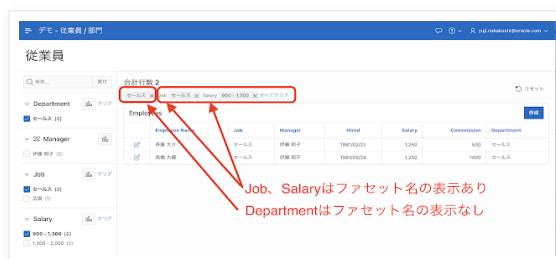 デモ - 従業員 / 部門
yuji.nakakoshi@oracle.com
従業員
検索...
実行
合計行数 2
セールス × Job セールス × Salary 900 - 1,300 × すべてクリア
リセット
Department
クリア
セールス (2)
Manager
伊藤 明子 (2)
Job
クリア
セールス (2)
広報 (1)
Salary
クリア
900 - 1,300 (2)
1,300 - 2,000 (2)
Employees
作成
Employee Name Job Manager Hired Salary Commission Department
斉藤 大介 セールス 伊藤 明子 1981/02/22 1,250 500 セールス
高橋 大輔 セールス 伊藤 明子 1981/09/28 1,250 1400 セールス
Job、Salaryはファセット名の表示あり
Departmentはファセット名の表示なし